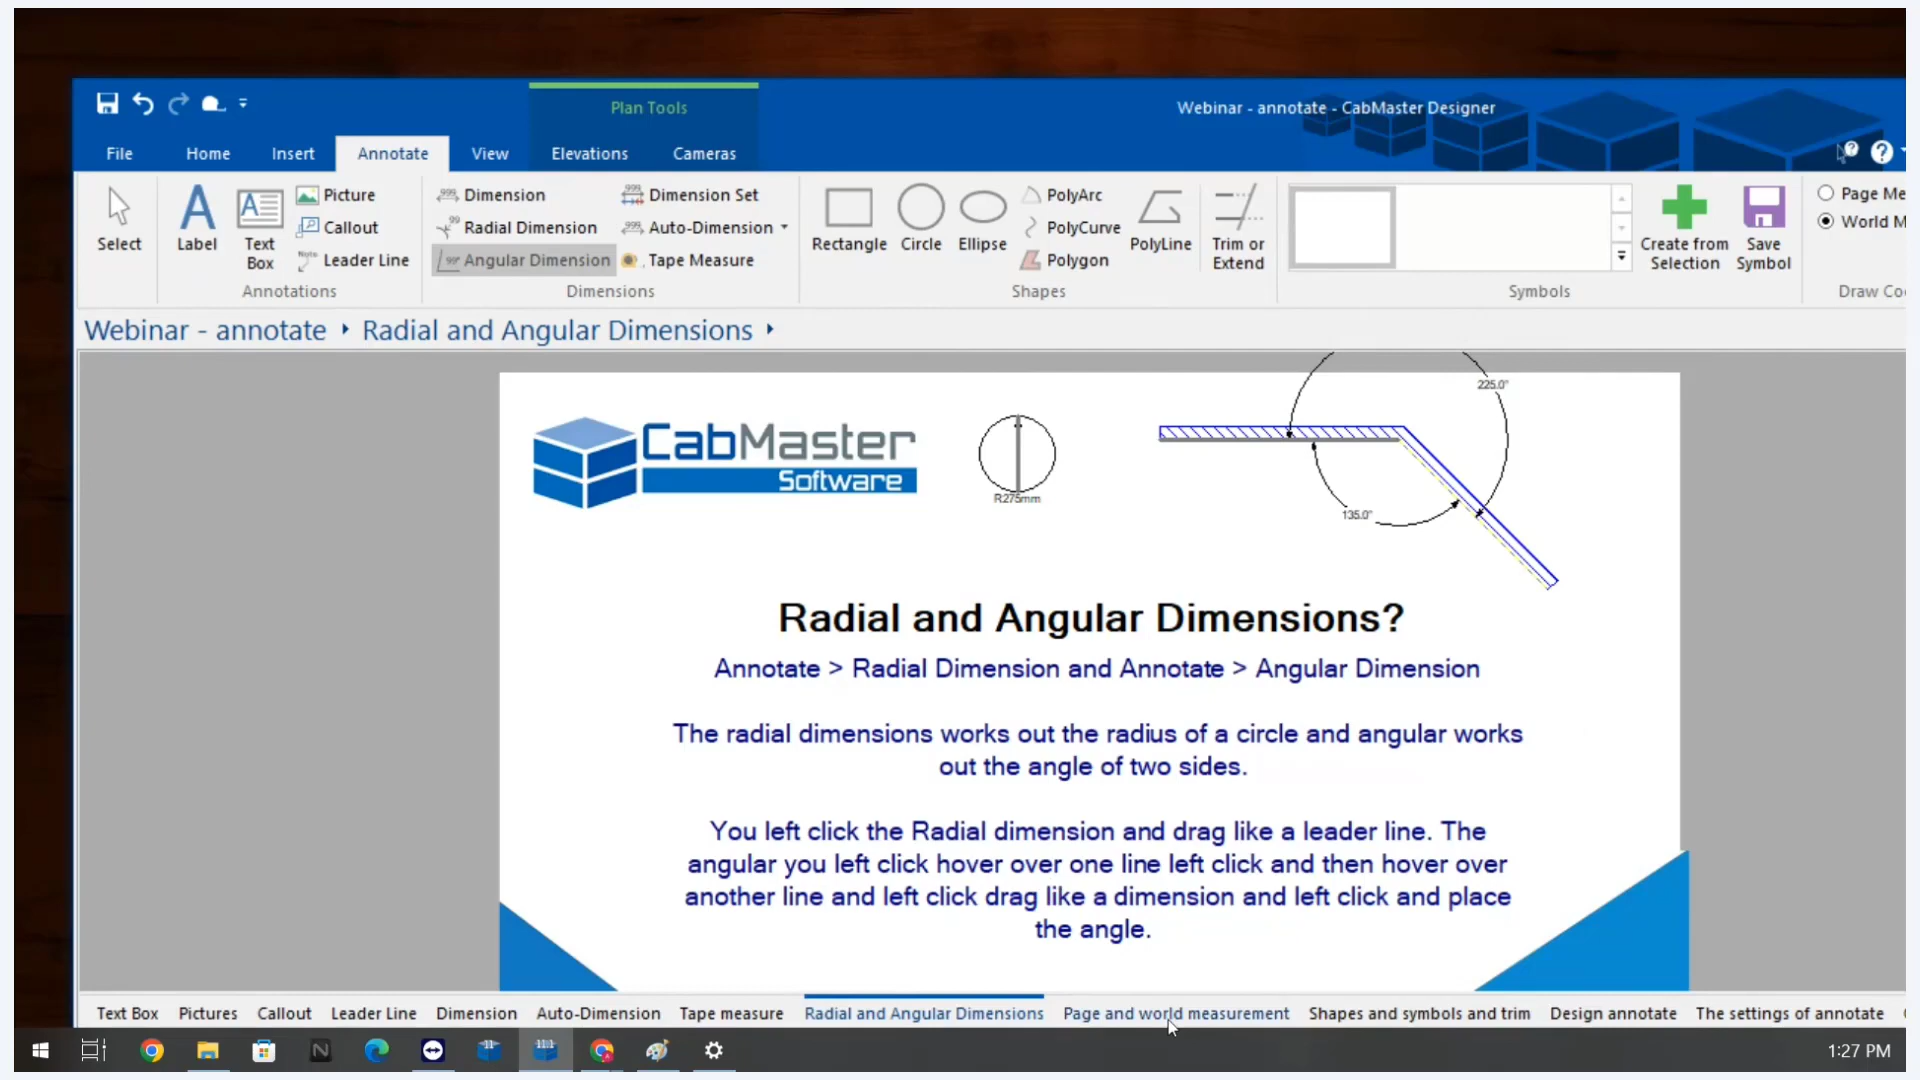 Plan Tools
Webinar - annotate - CabMaster Designer
File Home Insert Annotate View Elevations Cameras
Select
Label
Text Box
Picture
Callout
Leader Line
Annotations
Dimension
Radial Dimension
Angular Dimension
Dimension Set
Auto-Dimension
Tape Measure
Dimensions
Rectangle
Circle
Ellipse
PolyArc
PolyCurve
Polygon
PolyLine
Trim or Extend
Shapes
Create from Selection
Save Symbol
Symbols
Page Me
World M
Draw Co
Webinar - annotate Radial and Angular Dimensions
CabMaster
Software
R275mm
225.0°
135.0°
Radial and Angular Dimensions?
Annotate > Radial Dimension and Annotate > Angular Dimension
The radial dimensions works out the radius of a circle and angular works
out the angle of two sides.
You left click the Radial dimension and drag like a leader line. The
angular you left click hover over one line left click and then hover over
another line and left click drag like a dimension and left click and place
the angle.
Text Box Pictures Callout Leader Line Dimension Auto-Dimension Tape measure Radial and Angular Dimensions Page and world measurement Shapes and symbols and trim Design annotate The settings of annotate
1:27 PM